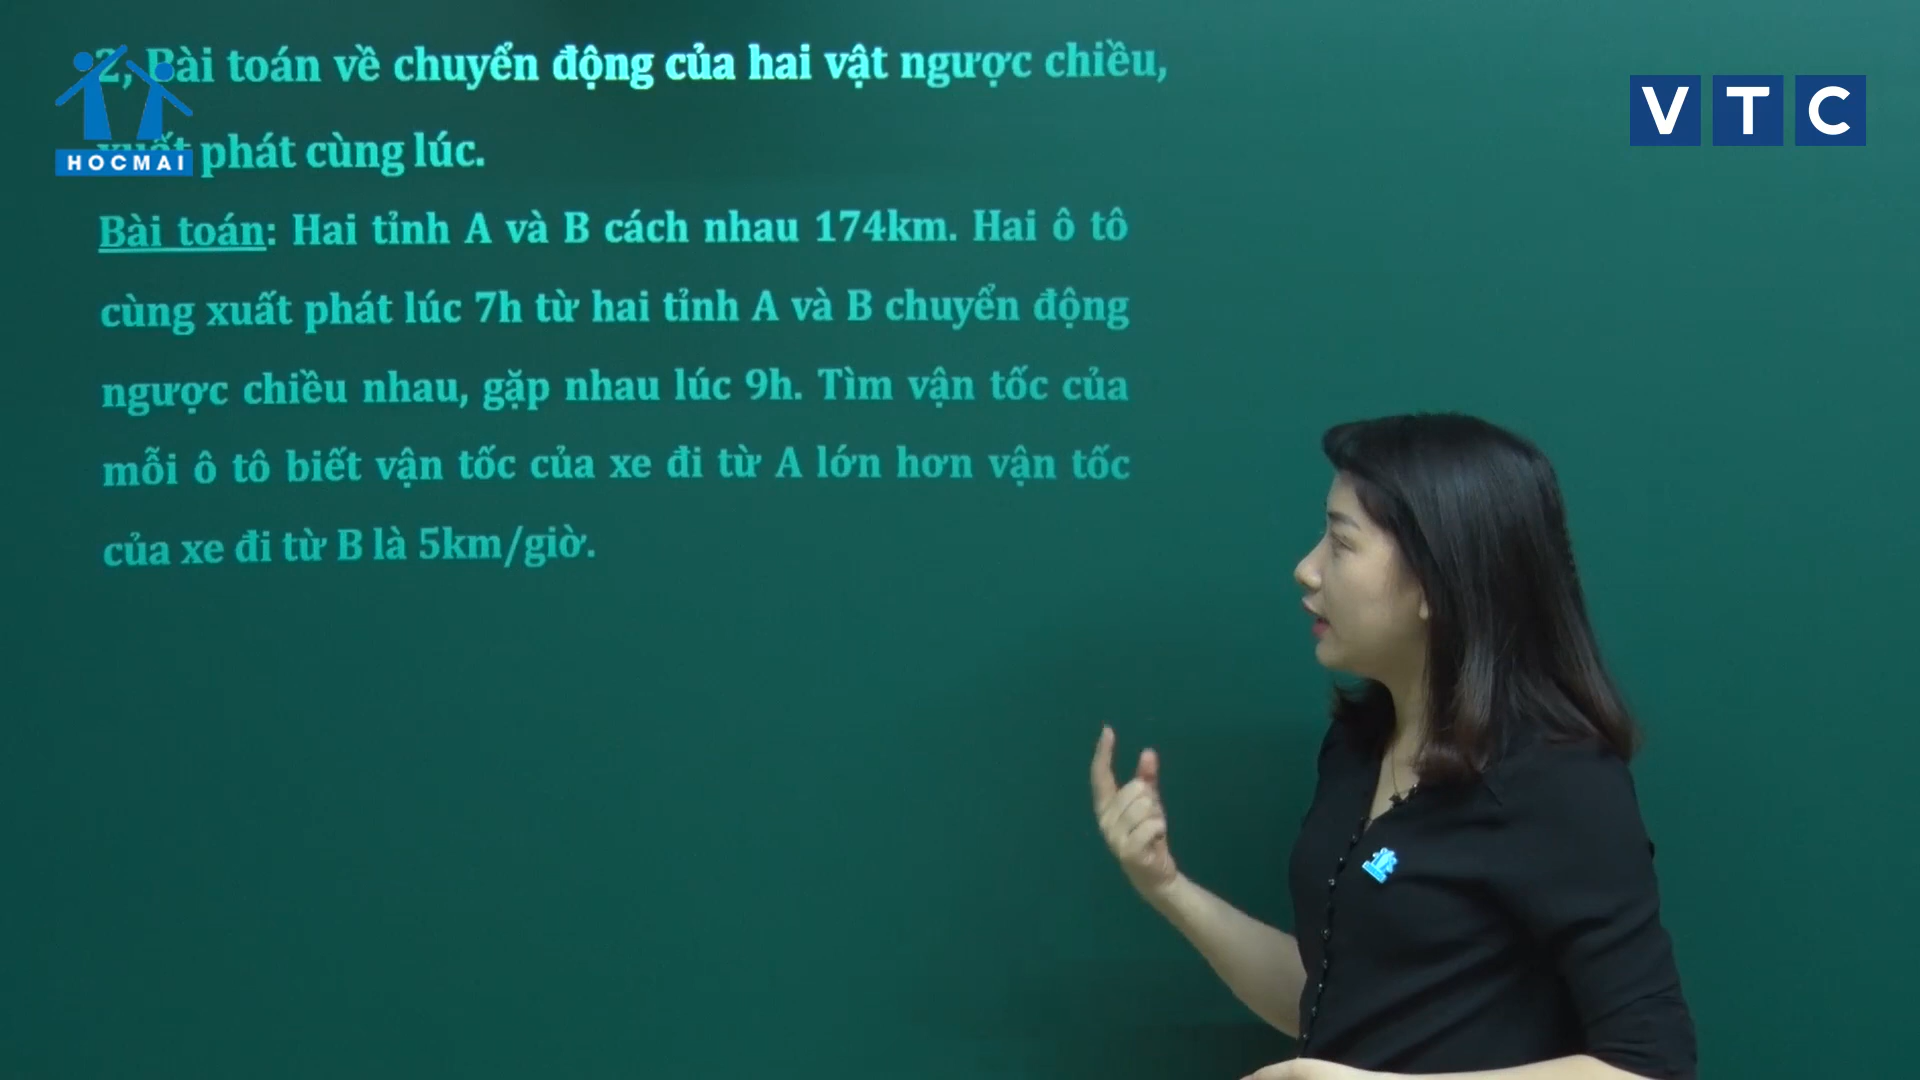 2, Bài toán về chuyển động của hai vật ngược chiều,
xuất phát cùng lúc.
HOCMAI
VTC
Bài toán: Hai tỉnh A và B cách nhau 174km. Hai ô tô
cùng xuất phát lúc 7h từ hai tỉnh A và B chuyển động
ngược chiều nhau, gặp nhau lúc 9h. Tìm vận tốc của
mỗi ô tô biết vận tốc của xe đi từ A lớn hơn vận tốc
của xe đi từ B là 5km/giờ.